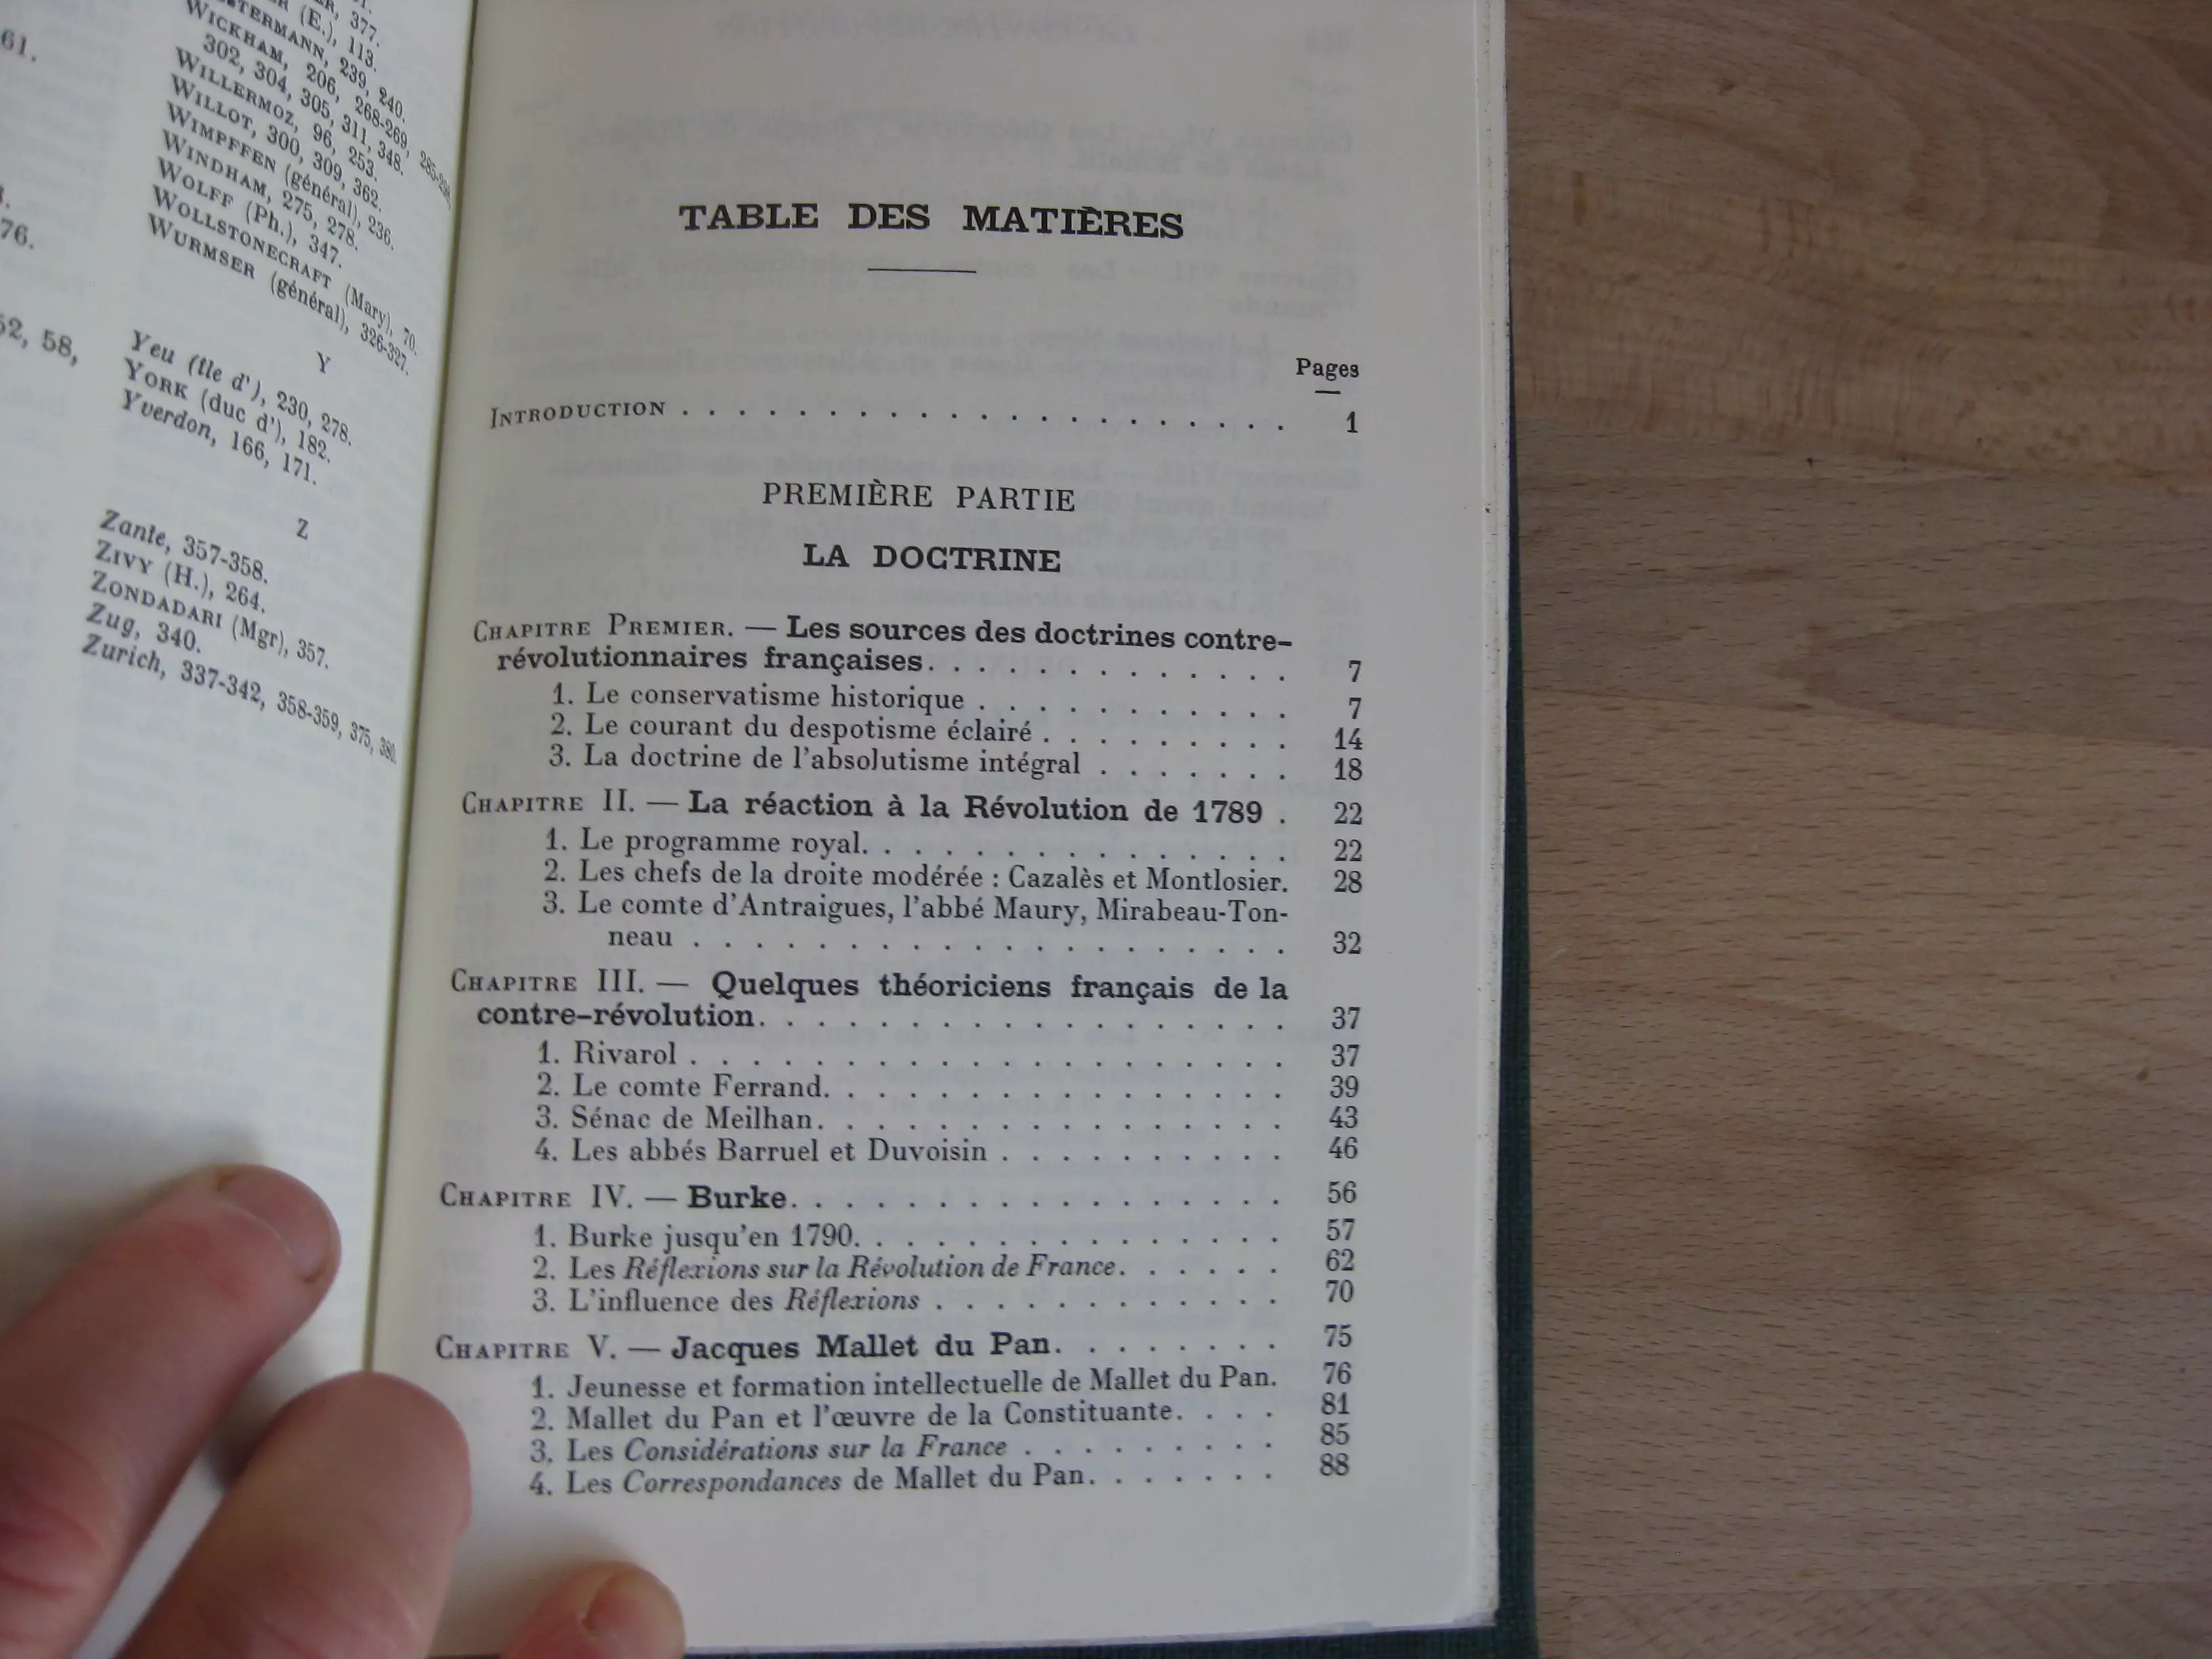 61.
76.
52, 58,
377.
(E.), 113.
TERMANN, 239, 240.
WICKHAM, 206, 268-269,
302, 304, 305, 311, 348.
WILLERMOZ, 96, 253.
WILLOT, 300, 309, 362.
WIMPFFEN (général), 236.
WINDHAM, 275, 278.
WOLFF (Ph.), 347.
WOLLSTONECRAFT (Mary), 70.
WURMSER (général), 326-327.
Y
Yeu (île d'), 230, 278.
YORK (duc d'), 182.
Yverdon, 166, 171.
Z
Zante, 357-358.
ZIVY (H.), 264.
ZONDADARI (Mgr), 357.
Zug, 340.
Zurich, 337-342, 358-359, 375, 380.
TABLE DES MATIÈRES
Pages
INTRODUCTION . . . . . . . . . . . . . . . . . . . . 1
PREMIÈRE PARTIE
LA DOCTRINE
CHAPITRE PREMIER. — Les sources des doctrines contre-
révolutionnaires françaises. . . . . . . . . . . . . 7
1. Le conservatisme historique . . . . . . . . . . . 7
2. Le courant du despotisme éclairé . . . . . . . . . 14
3. La doctrine de l'absolutisme intégral . . . . . . . 18
CHAPITRE II. — La réaction à la Révolution de 1789 . 22
1. Le programme royal. . . . . . . . . . . . . . . 22
2. Les chefs de la droite modérée : Cazalès et Montlosier. 28
3. Le comte d'Antraigues, l'abbé Maury, Mirabeau-Ton-
neau . . . . . . . . . . . . . . . . . . . . 32
CHAPITRE III. — Quelques théoriciens français de la
contre-révolution. . . . . . . . . . . . . . . . . . 37
1. Rivarol . . . . . . . . . . . . . . . . . . . . 37
2. Le comte Ferrand. . . . . . . . . . . . . . . . 39
3. Sénac de Meilhan. . . . . . . . . . . . . . . . 43
4. Les abbés Barruel et Duvoisin . . . . . . . . . . 46
CHAPITRE IV. — Burke. . . . . . . . . . . . . . . . . 56
1. Burke jusqu'en 1790. . . . . . . . . . . . . . . 57
2. Les Réflexions sur la Révolution de France. . . . . . 62
3. L'influence des Réflexions . . . . . . . . . . . . 70
CHAPITRE V. — Jacques Mallet du Pan. . . . . . . . 75
1. Jeunesse et formation intellectuelle de Mallet du Pan. 76
2. Mallet du Pan et l'œuvre de la Constituante. . . . 81
3. Les Considérations sur la France . . . . . . . . . 85
4. Les Correspondances de Mallet du Pan. . . . . . . 88